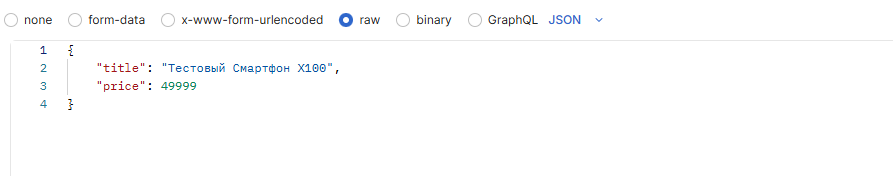 none form-data x-www-form-urlencoded raw binary GraphQL JSON
1 {
2 "title": "Тестовый Смартфон X100",
3 "price": 49999
4 }